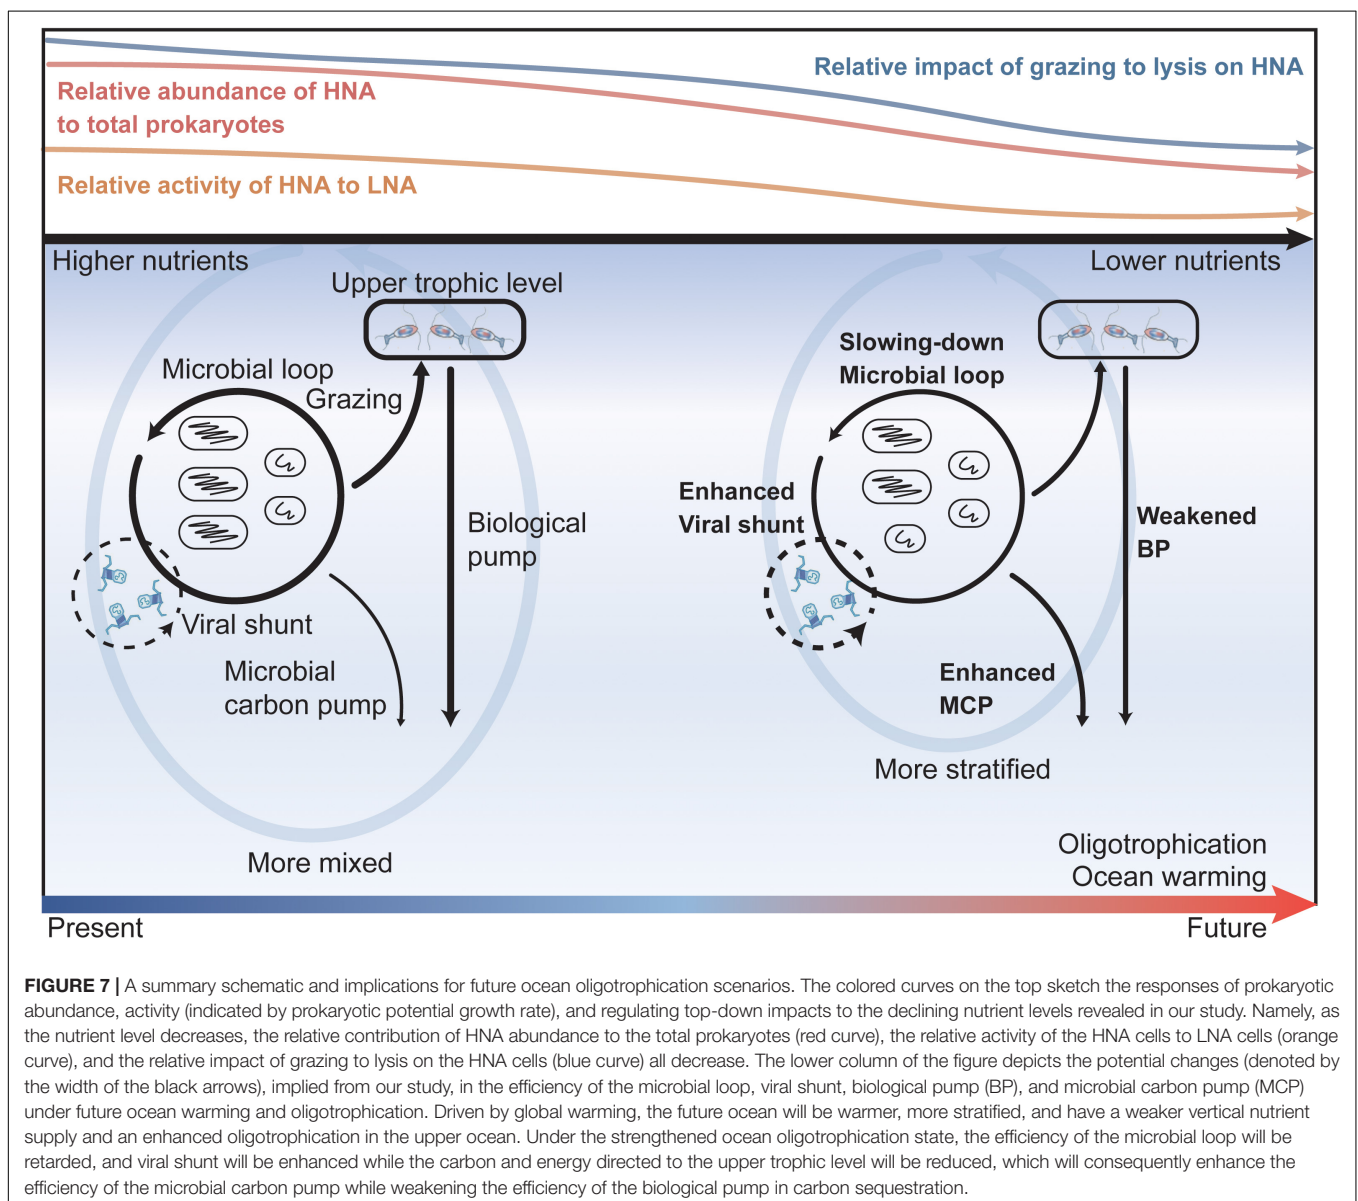 Relative impact of grazing to lysis on HNA
Relative abundance of HNA
to total prokaryotes
Relative activity of HNA to LNA
Higher nutrients
Lower nutrients
Upper trophic level
Microbial loop
Grazing
Biological
pump
Viral shunt
Microbial
carbon pump
More mixed
Slowing-down
Microbial loop
Enhanced
Viral shunt
Weakened
BP
Enhanced
MCP
More stratified
Oligotrophication
Ocean warming
Present
Future
FIGURE 7 | A summary schematic and implications for future ocean oligotrophication scenarios. The colored curves on the top sketch the responses of prokaryotic
abundance, activity (indicated by prokaryotic potential growth rate), and regulating top-down impacts to the declining nutrient levels revealed in our study. Namely, as
the nutrient level decreases, the relative contribution of HNA abundance to the total prokaryotes (red curve), the relative activity of the HNA cells to LNA cells (orange
curve), and the relative impact of grazing to lysis on the HNA cells (blue curve) all decrease. The lower column of the figure depicts the potential changes (denoted by
the width of the black arrows), implied from our study, in the efficiency of the microbial loop, viral shunt, biological pump (BP), and microbial carbon pump (MCP)
under future ocean warming and oligotrophication. Driven by global warming, the future ocean will be warmer, more stratified, and have a weaker vertical nutrient
supply and an enhanced oligotrophication in the upper ocean. Under the strengthened ocean oligotrophication state, the efficiency of the microbial loop will be
retarded, and viral shunt will be enhanced while the carbon and energy directed to the upper trophic level will be reduced, which will consequently enhance the
efficiency of the microbial carbon pump while weakening the efficiency of the biological pump in carbon sequestration.